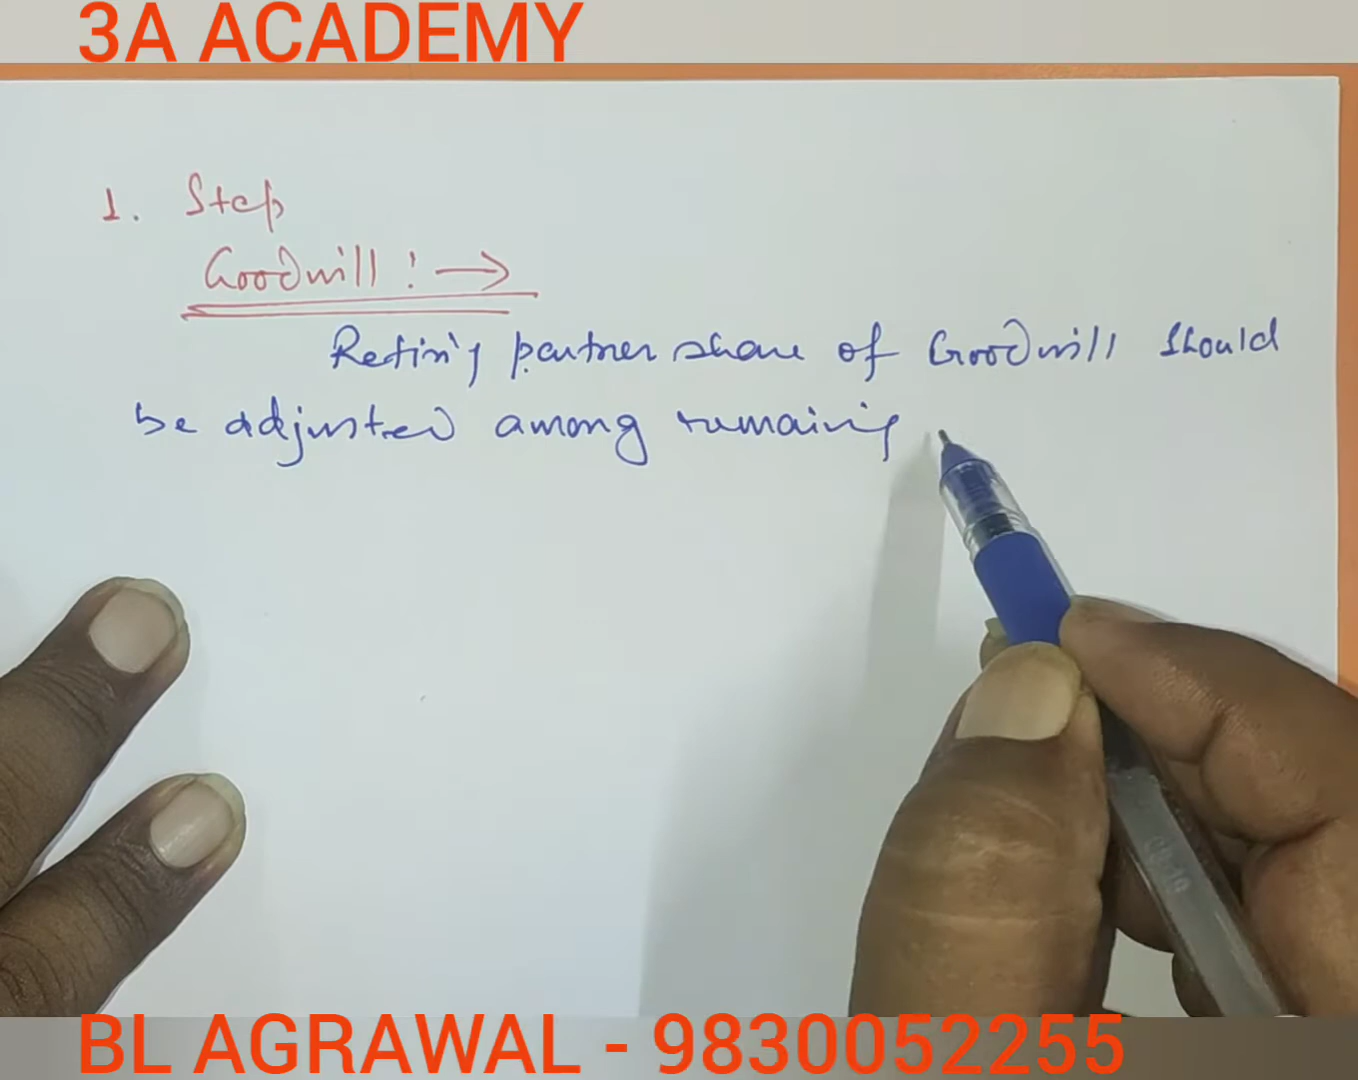 3A ACADEMY
1. Step
Goodwill : →
Retiring partner share of Goodwill should
be adjusted among remaining
BL AGRAWAL - 9830052255